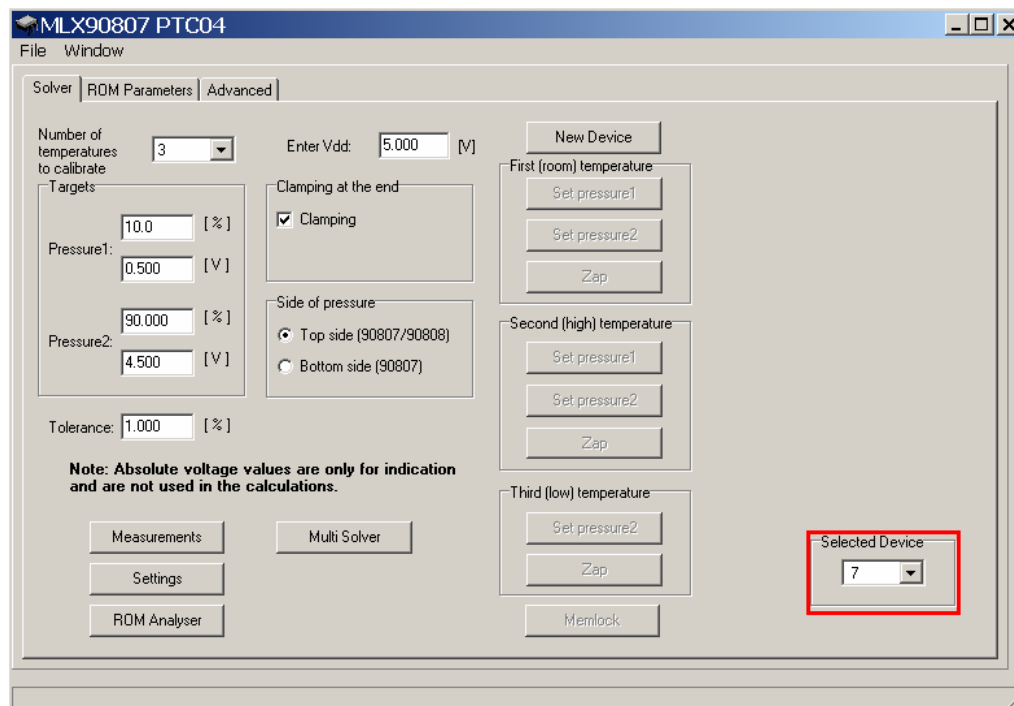 MLX90807 PTC04
File Window
Solver ROM Parameters Advanced
Number of
temperatures
to calibrate
3
Enter Vdd: 5.000 [V]
New Device
Targets
Pressure1:
10.0 [ % ]
0.500 [ V ]
Pressure2:
90.000 [ % ]
4.500 [ V ]
Clamping at the end
Clamping
Side of pressure
Top side (90807/90808)
Bottom side (90807)
First (room) temperature
Set pressure1
Set pressure2
Zap
Second (high) temperature
Set pressure1
Set pressure2
Zap
Tolerance: 1.000 [ % ]
Note: Absolute voltage values are only for indication
and are not used in the calculations.
Third (low) temperature
Set pressure2
Zap
Measurements
Multi Solver
Settings
ROM Analyser
Memlock
Selected Device
7